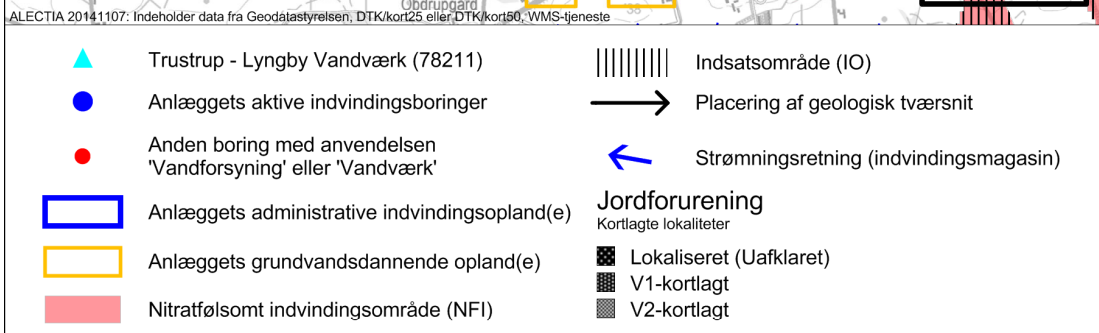 Obdrupgård
38
ALECTIA 20141107: Indeholder data fra Geodatastyrelsen, DTK/kort25 eller DTK/kort50, WMS-tjeneste
Trustrup - Lyngby Vandværk (78211)
Anlæggets aktive indvindingsboringer
Anden boring med anvendelsen
'Vandforsyning' eller 'Vandværk'
Anlæggets administrative indvindingsopland(e)
Anlæggets grundvandsdannende opland(e)
Nitratfølsomt indvindingsområde (NFI)
Indsatsområde (IO)
Placering af geologisk tværsnit
Strømningsretning (indvindingsmagasin)
Jordforurening
Kortlagte lokaliteter
Lokaliseret (Uafklaret)
V1-kortlagt
V2-kortlagt